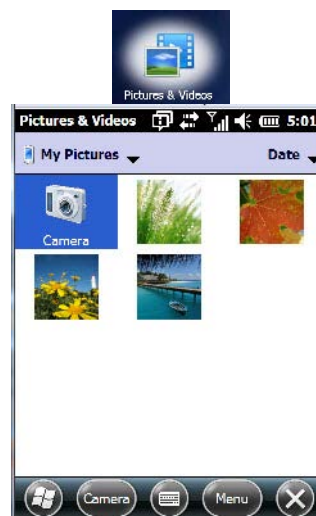 Pictures & Videos
Pictures & Videos 5:01
My Pictures Date
Camera
Camera Menu